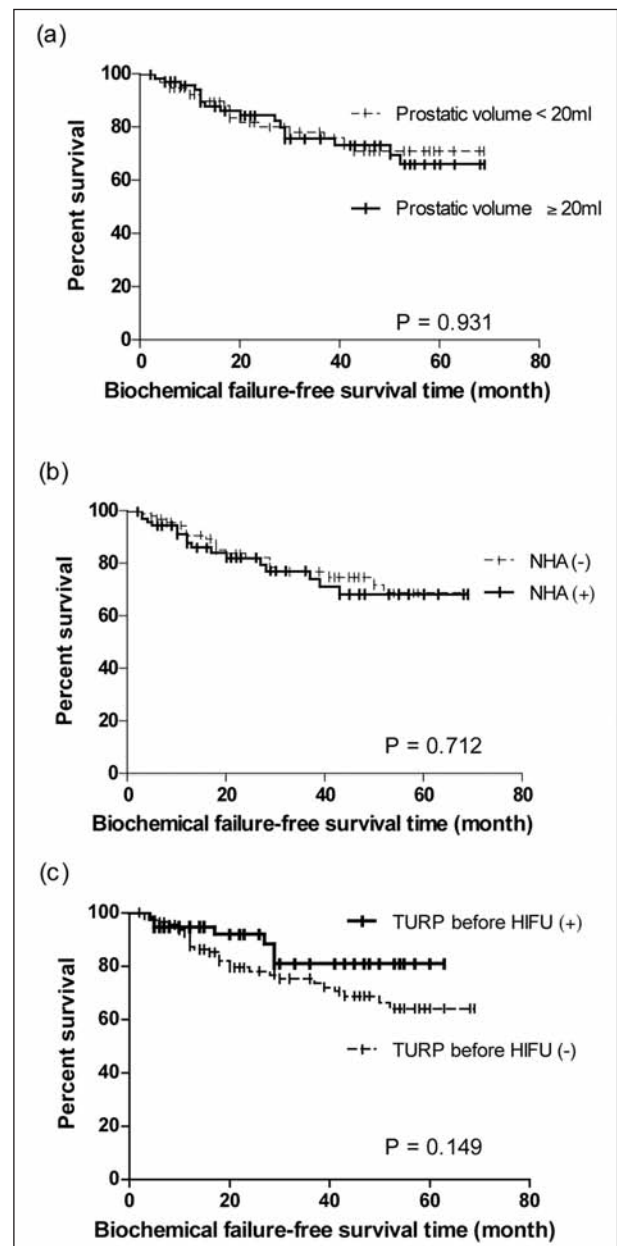 (a)
100
80
60
40
20
0
Percent survival
Prostatic volume < 20ml
Prostatic volume ≥ 20ml
P = 0.931
0 20 40 60 80
Biochemical failure-free survival time (month)
(b)
100
80
60
40
20
0
Percent survival
NHA (-)
NHA (+)
P = 0.712
0 20 40 60 80
Biochemical failure-free survival time (month)
(c)
100
80
60
40
20
0
Percent survival
TURP before HIFU (+)
TURP before HIFU (-)
P = 0.149
0 20 40 60 80
Biochemical failure-free survival time (month)